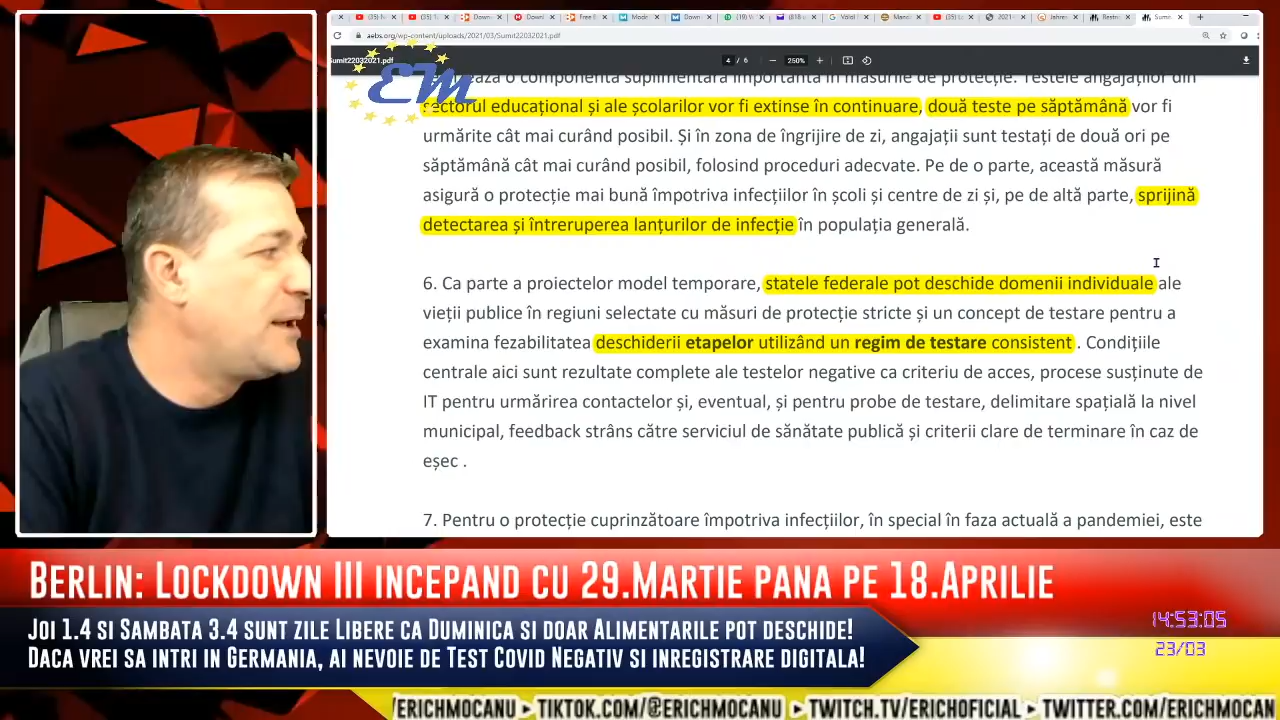 aebs.org/wp-content/uploads/2021/03/Sumit22032021.pdf
Sumit22032021.pdf
4 / 6
250%
EM
o componentă suplimentară importantă în măsurile de protecție. Testele angajaților din
sectorul educațional și ale școlarilor vor fi extinse în continuare, două teste pe săptămână vor fi
urmărite cât mai curând posibil. Și în zona de îngrijire de zi, angajații sunt testați de două ori pe
săptămână cât mai curând posibil, folosind proceduri adecvate. Pe de o parte, această măsură
asigură o protecție mai bună împotriva infecțiilor în școli și centre de zi și, pe de altă parte, sprijină
detectarea și întreruperea lanțurilor de infecție în populația generală.
6. Ca parte a proiectelor model temporare, statele federale pot deschide domenii individuale ale
vieții publice în regiuni selectate cu măsuri de protecție stricte și un concept de testare pentru a
examina fezabilitatea deschiderii etapelor utilizând un regim de testare consistent . Condițiile
centrale aici sunt rezultate complete ale testelor negative ca criteriu de acces, procese susținute de
IT pentru urmărirea contactelor și, eventual, și pentru probe de testare, delimitare spațială la nivel
municipal, feedback strâns către serviciul de sănătate publică și criterii clare de terminare în caz de
eșec .
7. Pentru o protecție cuprinzătoare împotriva infecțiilor, în special în faza actuală a pandemiei, este
Berlin: Lockdown III incepand cu 29.Martie pana pe 18.Aprilie
Joi 1.4 si Sambata 3.4 sunt zile Libere ca Duminica si doar Alimentarile pot deschide!
Daca vrei sa intri in Germania, ai nevoie de Test Covid Negativ si inregistrare digitala!
14:53:05
23/03
/ERICHMOCANU ▸ TIKTOK.COM/@ERICHMOCANU ▸ TWITCH.TV/ERICHOFICIAL ▸ TWITTER.COM/ERICHMOCANU